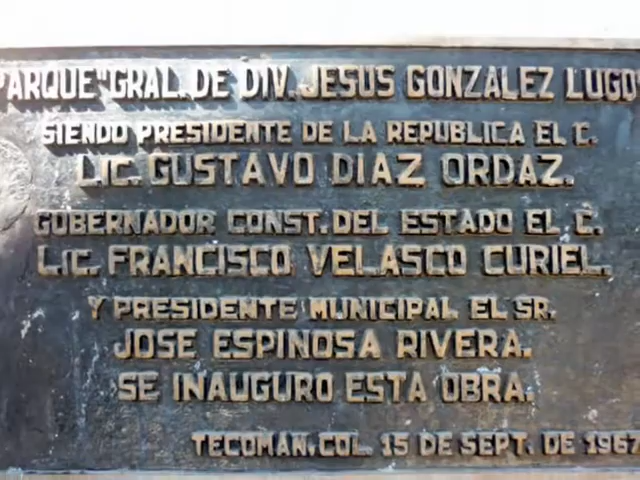 PARQUE "GRAL. DE DIV. JESUS GONZALEZ LUGO"
SIENDO PRESIDENTE DE LA REPUBLICA EL C.
LIC. GUSTAVO DIAZ ORDAZ.
GOBERNADOR CONST. DEL ESTADO EL C.
LIC. FRANCISCO VELASCO CURIEL.
Y PRESIDENTE MUNICIPAL EL SR.
JOSE ESPINOSA RIVERA.
SE INAUGURO ESTA OBRA.
TECOMAN, COL. 15 DE SEPT. DE 1967